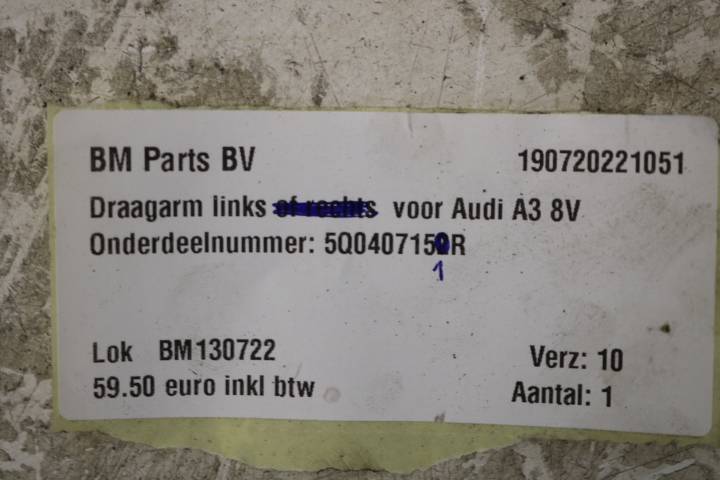 BM Parts BV 190720221051
Draagarm links of rechts voor Audi A3 8V
Onderdeelnummer: 5Q0407152R
1
Lok BM130722 Verz: 10
59.50 euro inkl btw Aantal: 1